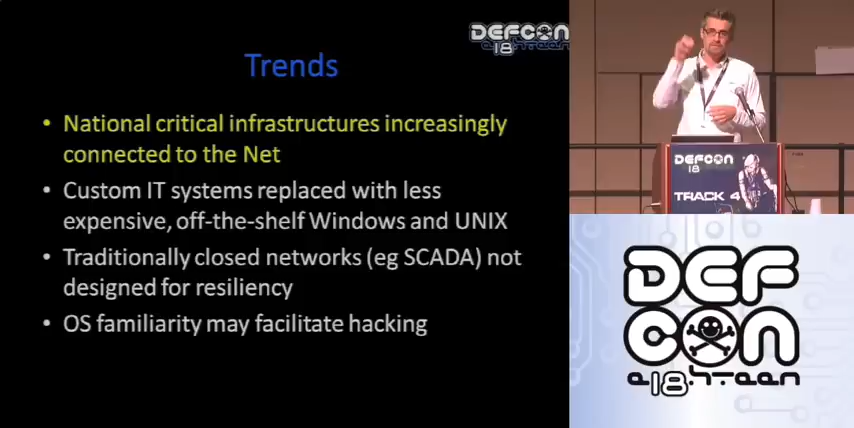 DEFCON
18
Trends
• National critical infrastructures increasingly
connected to the Net
• Custom IT systems replaced with less
expensive, off-the-shelf Windows and UNIX
• Traditionally closed networks (eg SCADA) not
designed for resiliency
• OS familiarity may facilitate hacking
DEFCON
18
TRACK 4
DEF
CON
18